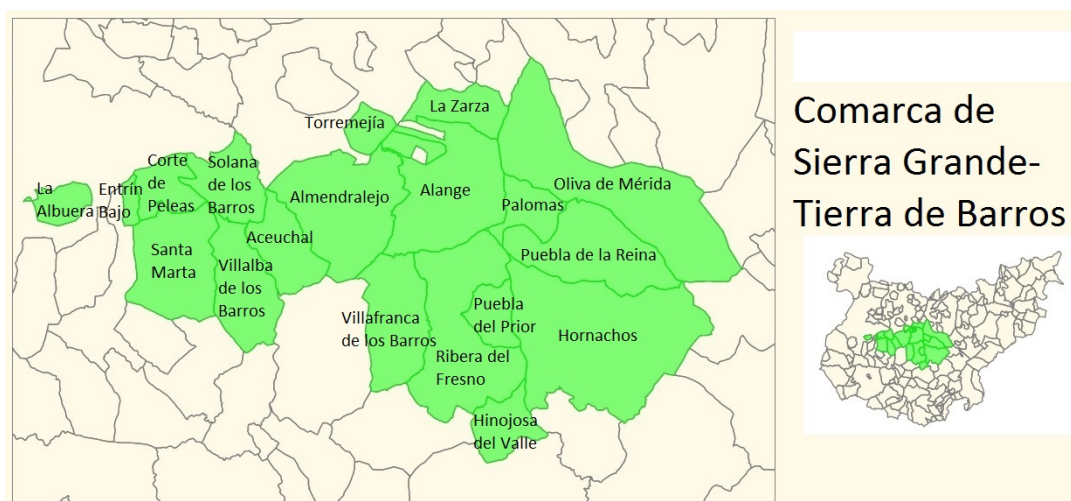 Comarca de
Sierra Grande-
Tierra de Barros
La Zarza
Torremejía
Corte
de
Peleas
Solana
de los
Barros
La
Albuera
Entrín
Bajo
Almendralejo
Alange
Oliva de Mérida
Palomas
Aceuchal
Santa
Marta
Villalba
de los
Barros
Puebla de la Reina
Villafranca
de los Barros
Puebla
del Prior
Hornachos
Ribera del
Fresno
Hinojosa
del Valle